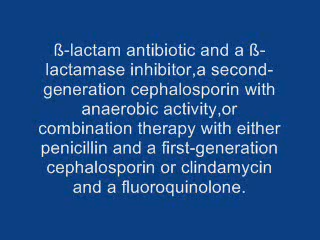 ß-lactam antibiotic and a ß-
lactamase inhibitor,a second-
generation cephalosporin with
anaerobic activity,or
combination therapy with either
penicillin and a first-generation
cephalosporin or clindamycin
and a fluoroquinolone.